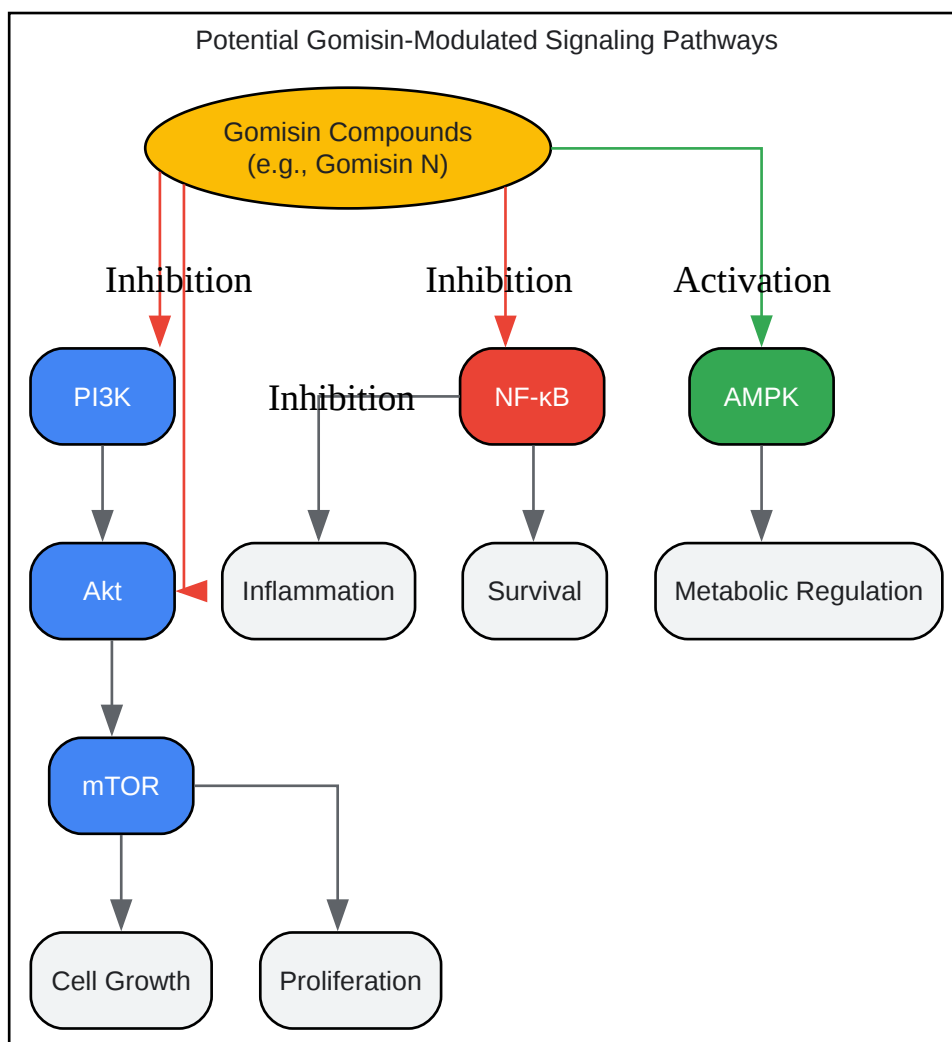 Potential Gomisin-Modulated Signaling Pathways
Gomisin Compounds
(e.g., Gomisin N)
Inhibition
Inhibition
Activation
PI3K
Inhibition
NF-κB
AMPK
Akt
Inflammation
Survival
Metabolic Regulation
mTOR
Cell Growth
Proliferation